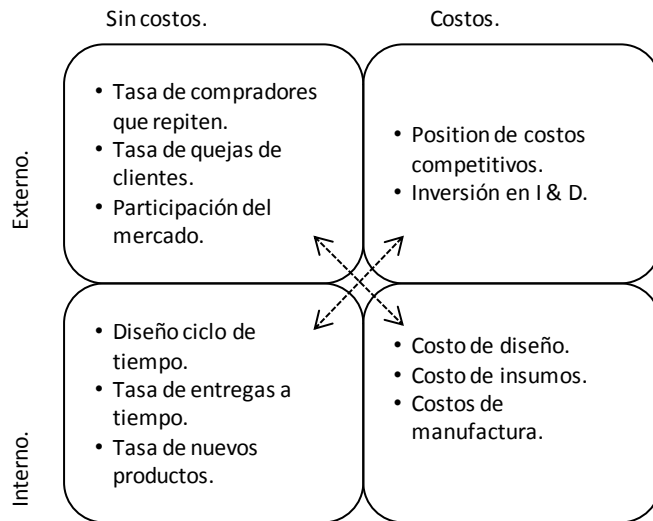 Sin costos.
Costos.
Externo.
• Tasa de compradores
que repiten.
• Tasa de quejas de
clientes.
• Participación del
mercado.
• Position de costos
competitivos.
• Inversión en I & D.
Interno.
• Diseño ciclo de
tiempo.
• Tasa de entregas a
tiempo.
• Tasa de nuevos
productos.
• Costo de diseño.
• Costo de insumos.
• Costos de
manufactura.